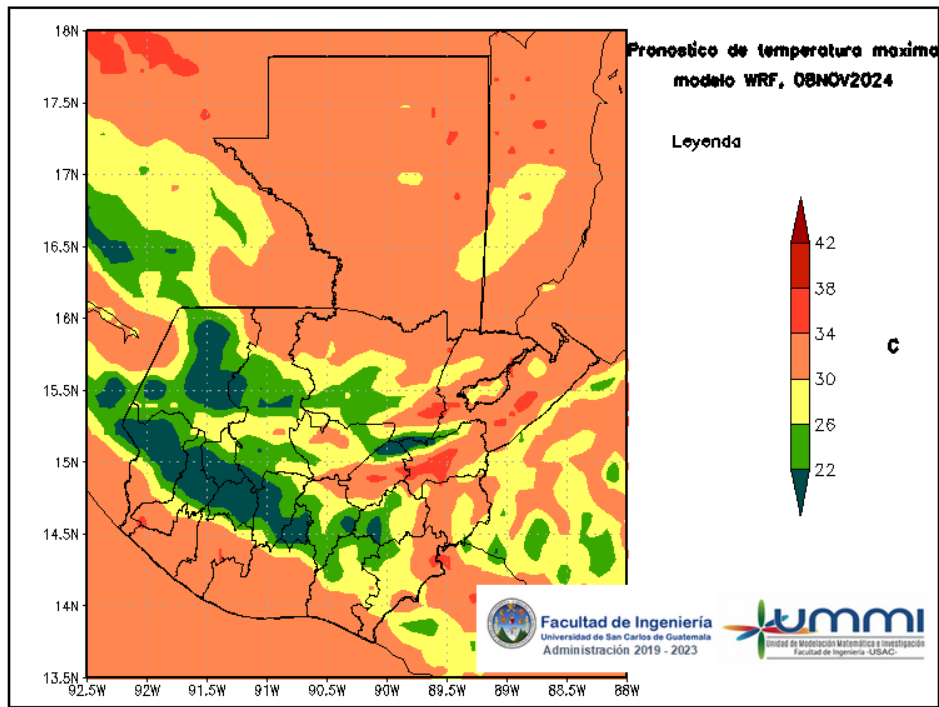 Pronostico de temperatura maxima
modelo WRF, 08NOV2024
Leyenda
18N
17.5N
17N
16.5N
16N
15.5N
15N
14.5N
14N
13.5N
92.5W 92W 91.5W 91W 90.5W 90W 89.5W 89W 88.5W 88W
42
38
34
30
26
22
C
Facultad de Ingeniería
Universidad de San Carlos de Guatemala
Administración 2019 - 2023
ummi
Unidad de Modelación Matemática e Investigación
Facultad de Ingeniería -USAC-